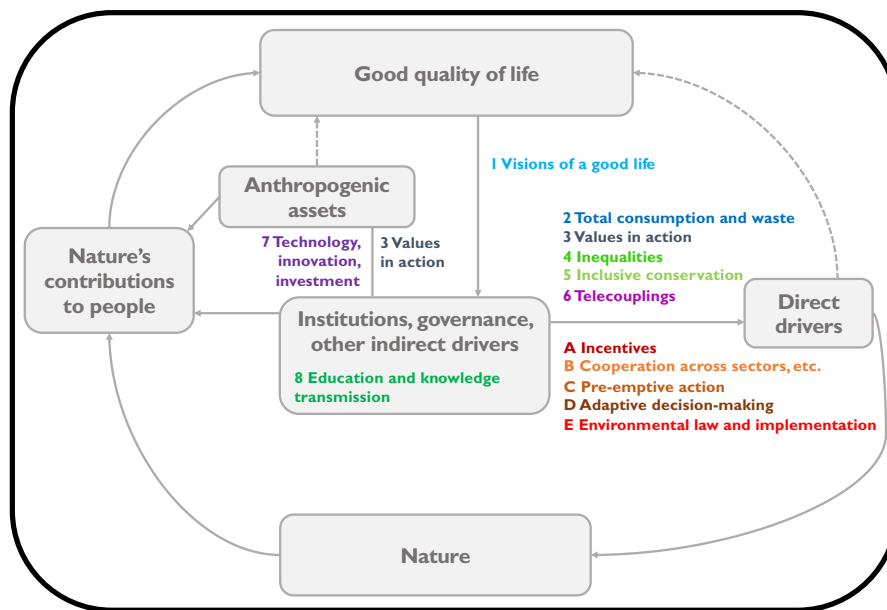 Good quality of life
1 Visions of a good life
Anthropogenic
assets
2 Total consumption and waste
3 Values in action
4 Inequalities
5 Inclusive conservation
6 Telecouplings
7 Technology,
innovation,
investment
3 Values
in action
Nature's
contributions
to people
Institutions, governance,
other indirect drivers
8 Education and knowledge
transmission
Direct
drivers
A Incentives
B Cooperation across sectors, etc.
C Pre-emptive action
D Adaptive decision-making
E Environmental law and implementation
Nature